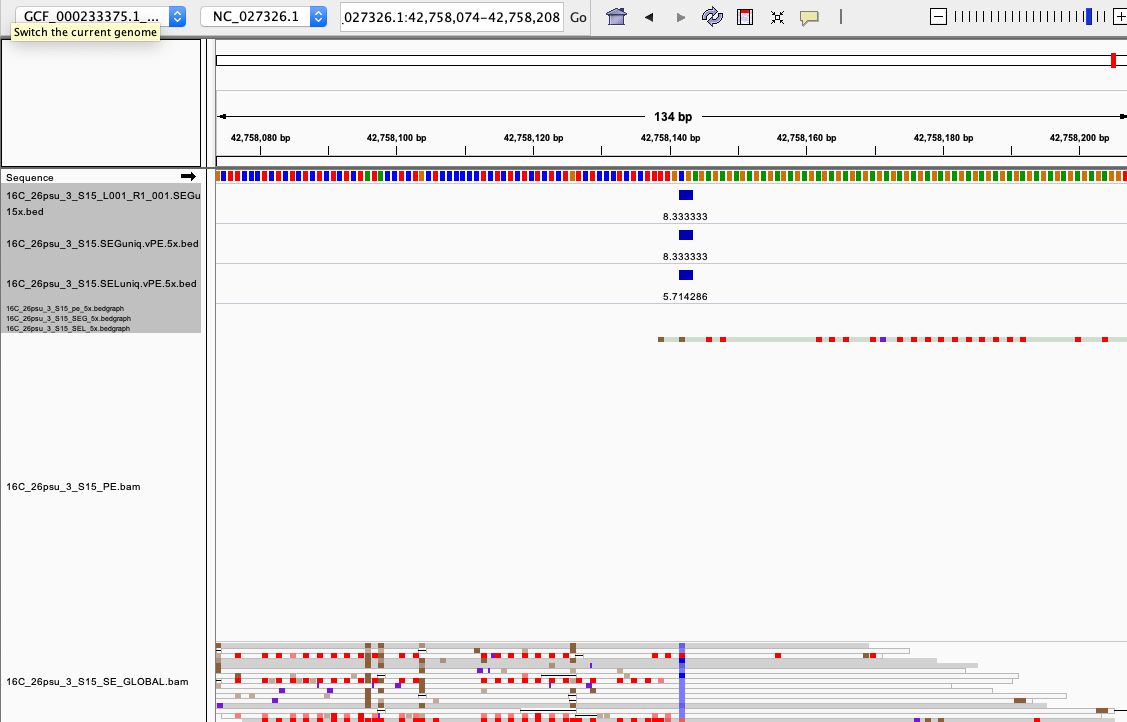 GCF_000233375.1_...
NC_027326.1
.027326.1:42,758,074-42,758,208
Go
Switch the current genome
134 bp
42,758,080 bp
42,758,100 bp
42,758,120 bp
42,758,140 bp
42,758,160 bp
42,758,180 bp
42,758,200 bp
Sequence
16C_26psu_3_S15_L001_R1_001.SEGu
15x.bed
8.333333
16C_26psu_3_S15.SEGuniq.vPE.5x.bed
8.333333
16C_26psu_3_S15.SELuniq.vPE.5x.bed
5.714286
16C_26psu_3_S15_pe_5x.bedgraph
16C_26psu_3_S15_SEG_5x.bedgraph
16C_26psu_3_S15_SEL_5x.bedgraph
16C_26psu_3_S15_PE.bam
16C_26psu_3_S15_SE_GLOBAL.bam